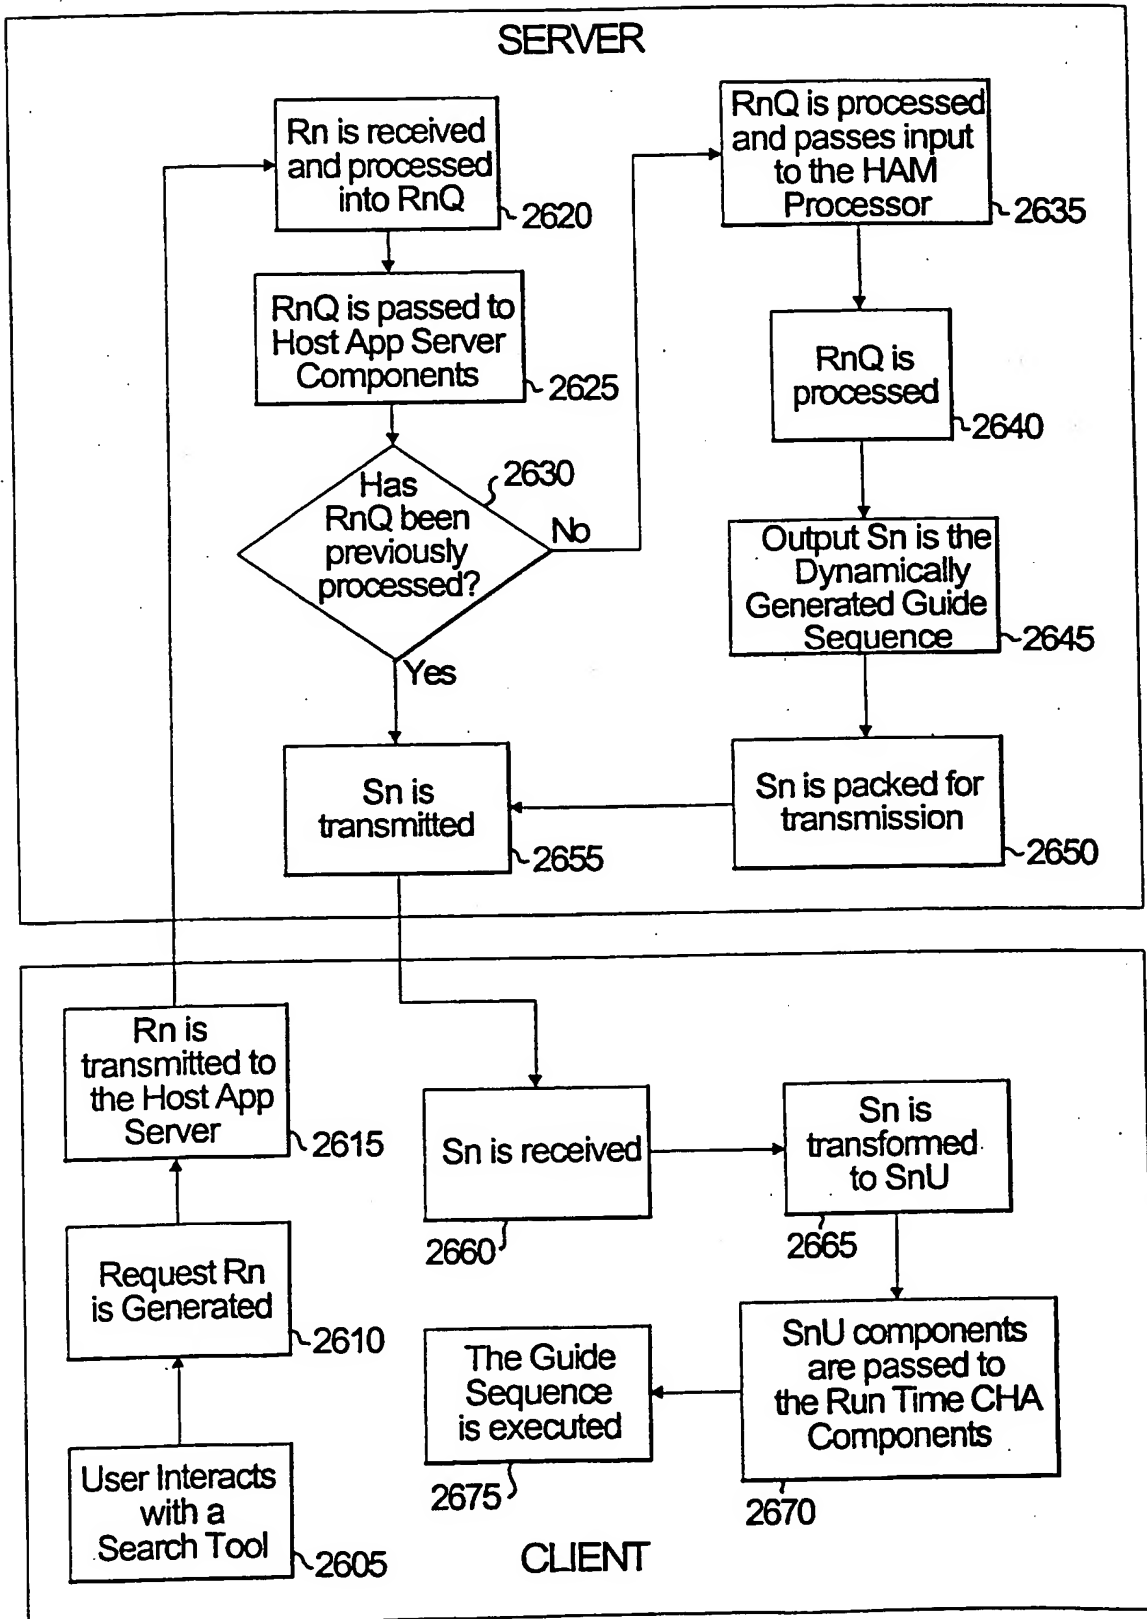 SERVER
Rn is received
and processed
into RnQ
2620
RnQ is passed to
Host App Server
Components
2625
Has
RnQ been
previously
processed?
2630
No
Yes
RnQ is processed
and passes input
to the HAM
Processor
2635
RnQ is
processed
2640
Output Sn is the
Dynamically
Generated Guide
Sequence
2645
Sn is packed for
transmission
2650
Sn is
transmitted
2655
Rn is
transmitted to
the Host App
Server
2615
Request Rn
is Generated
2610
User Interacts
with a
Search Tool
2605
Sn is received
2660
Sn is
transformed
to SnU
2665
SnU components
are passed to
the Run Time CHA
Components
2670
The Guide
Sequence
is executed
2675
CLIENT